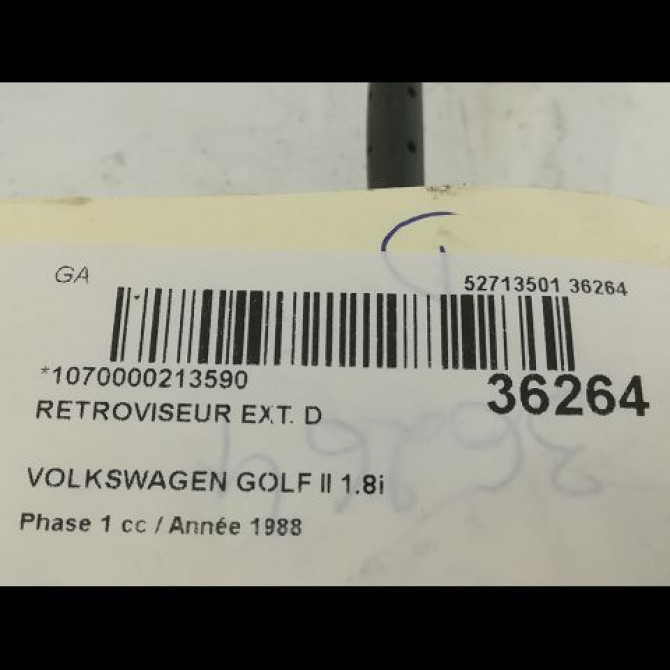 GA
52713501 36264
*1070000213590
36264
RETROVISEUR EXT. D
VOLKSWAGEN GOLF II 1.8i
Phase 1 cc / Année 1988